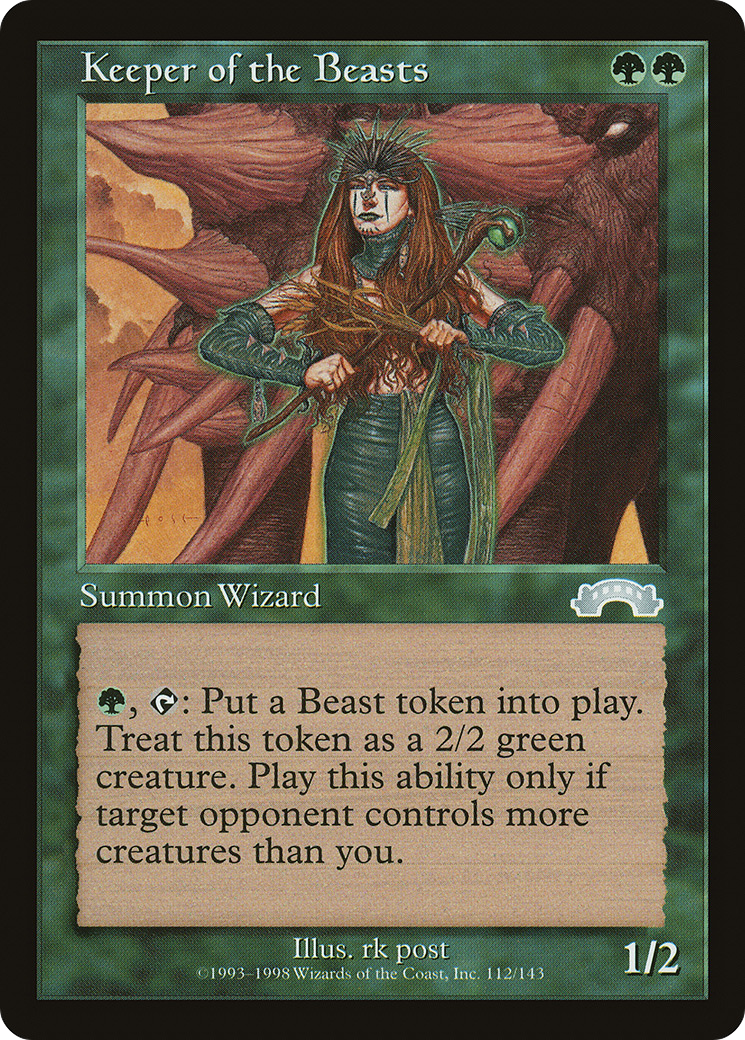 Keeper of the Beasts
POST
Summon Wizard
: Put a Beast token into play.
Treat this token as a 2/2 green
creature. Play this ability only if
target opponent controls more
creatures than you.
Illus. rk post
©1993–1998 Wizards of the Coast, Inc. 112/143
1/2